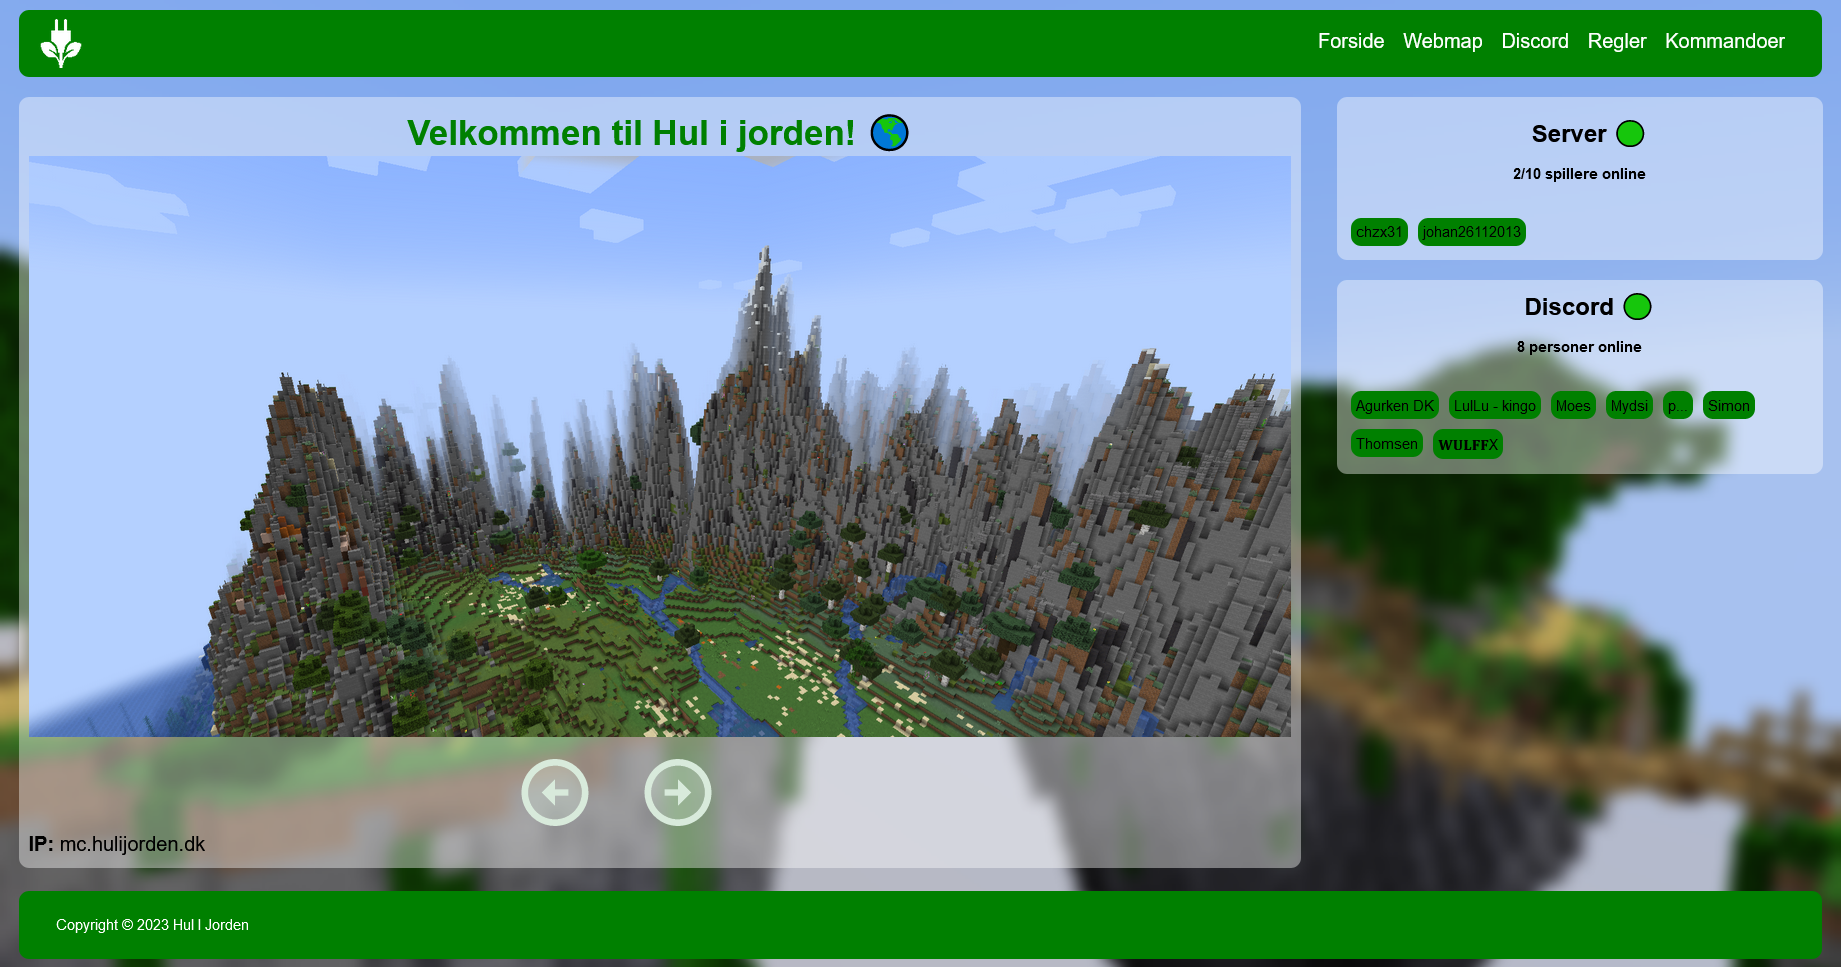 Forside Webmap Discord Regler Kommandoer
Velkommen til Hul i jorden!
Server
2/10 spillere online
chzx31 johan26112013
Discord
8 personer online
Agurken DK LulLu - kingo Moes Mydsi p... Simon
Thomsen 𝐖𝐔𝐋𝐅𝐅X
IP: mc.hulijorden.dk
Copyright © 2023 Hul I Jorden